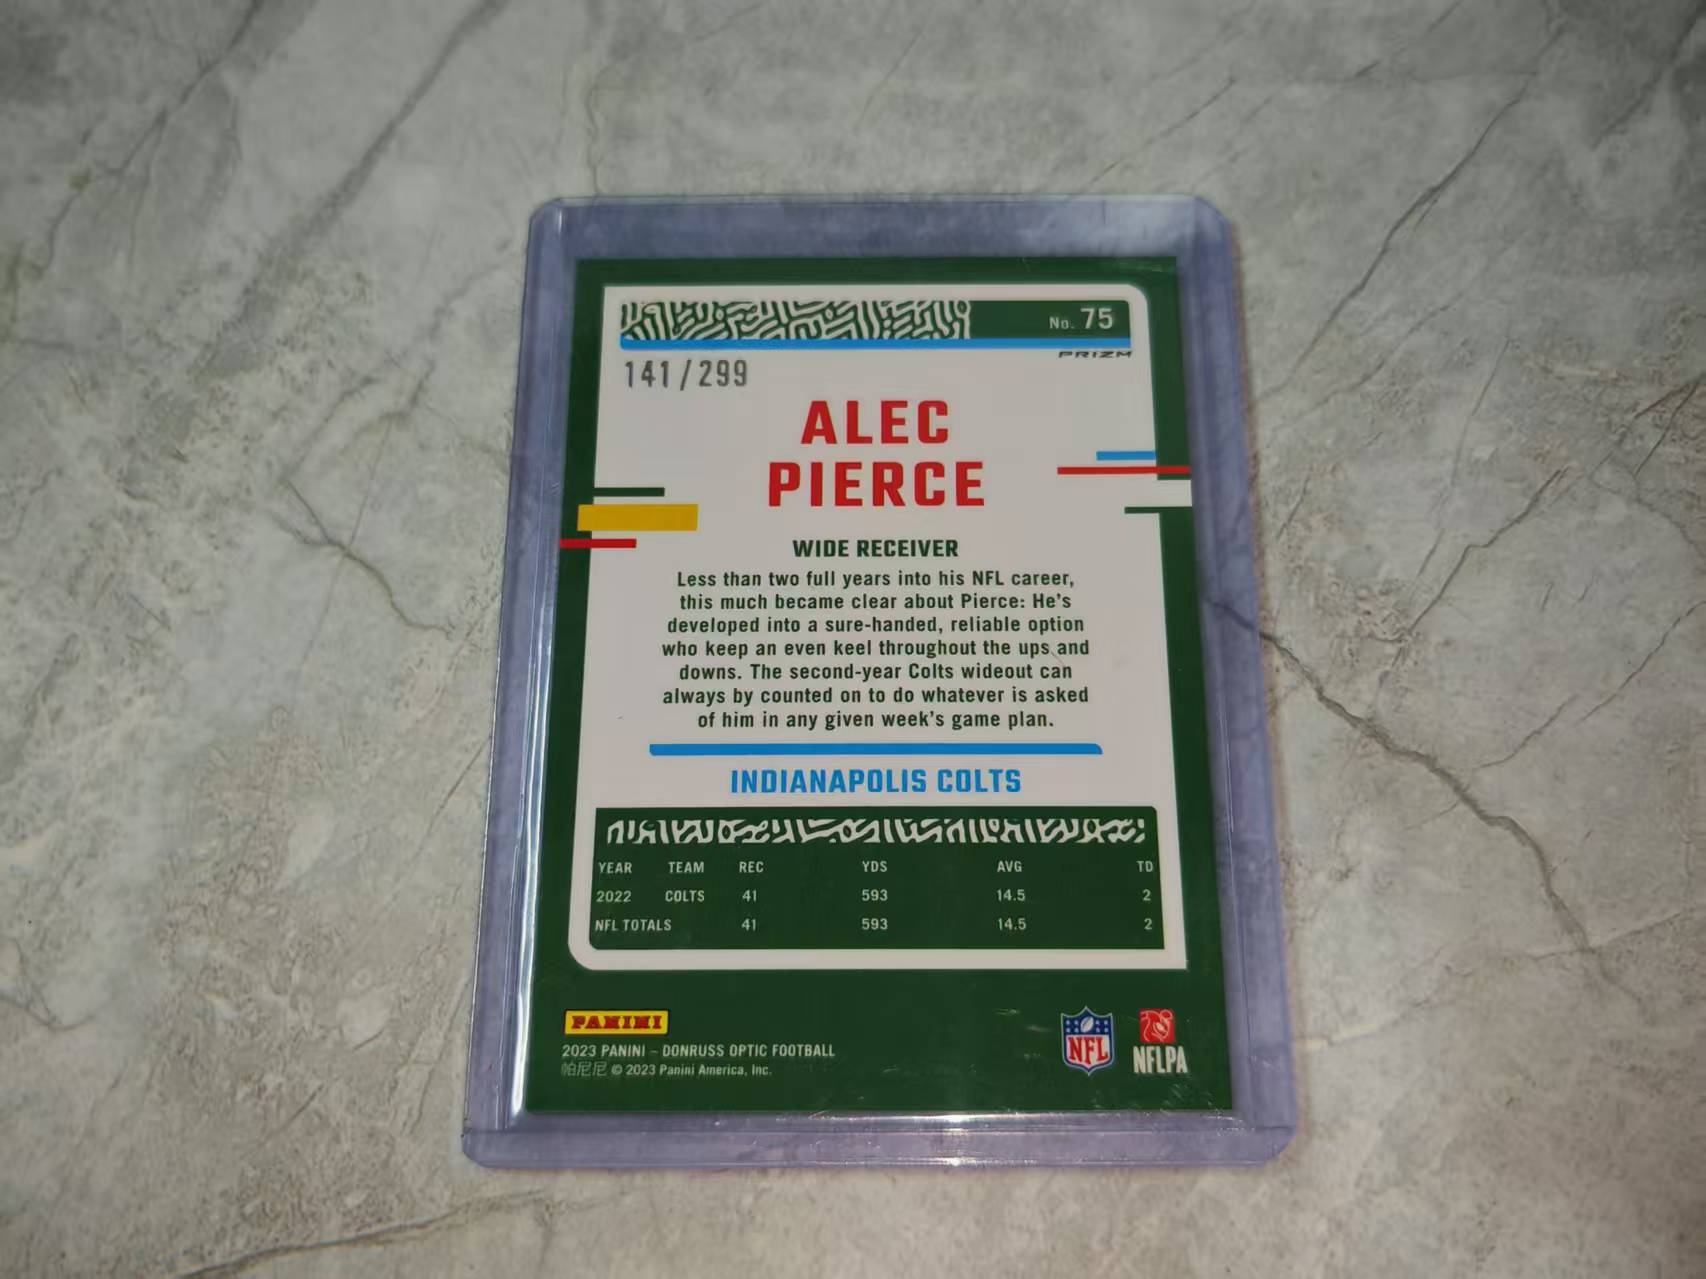 No. 75
PRIZM
141/299
ALEC
PIERCE
WIDE RECEIVER
Less than two full years into his NFL career,
this much became clear about Pierce: He's
developed into a sure-handed, reliable option
who keep an even keel throughout the ups and
downs. The second-year Colts wideout can
always by counted on to do whatever is asked
of him in any given week's game plan.
INDIANAPOLIS COLTS
YEAR TEAM REC YDS AVG TD
2022 COLTS 41 593 14.5 2
NFL TOTALS 41 593 14.5 2
PANINI
2023 PANINI – DONRUSS OPTIC FOOTBALL
帕尼尼 © 2023 Panini America, Inc.
NFL
NFLPA